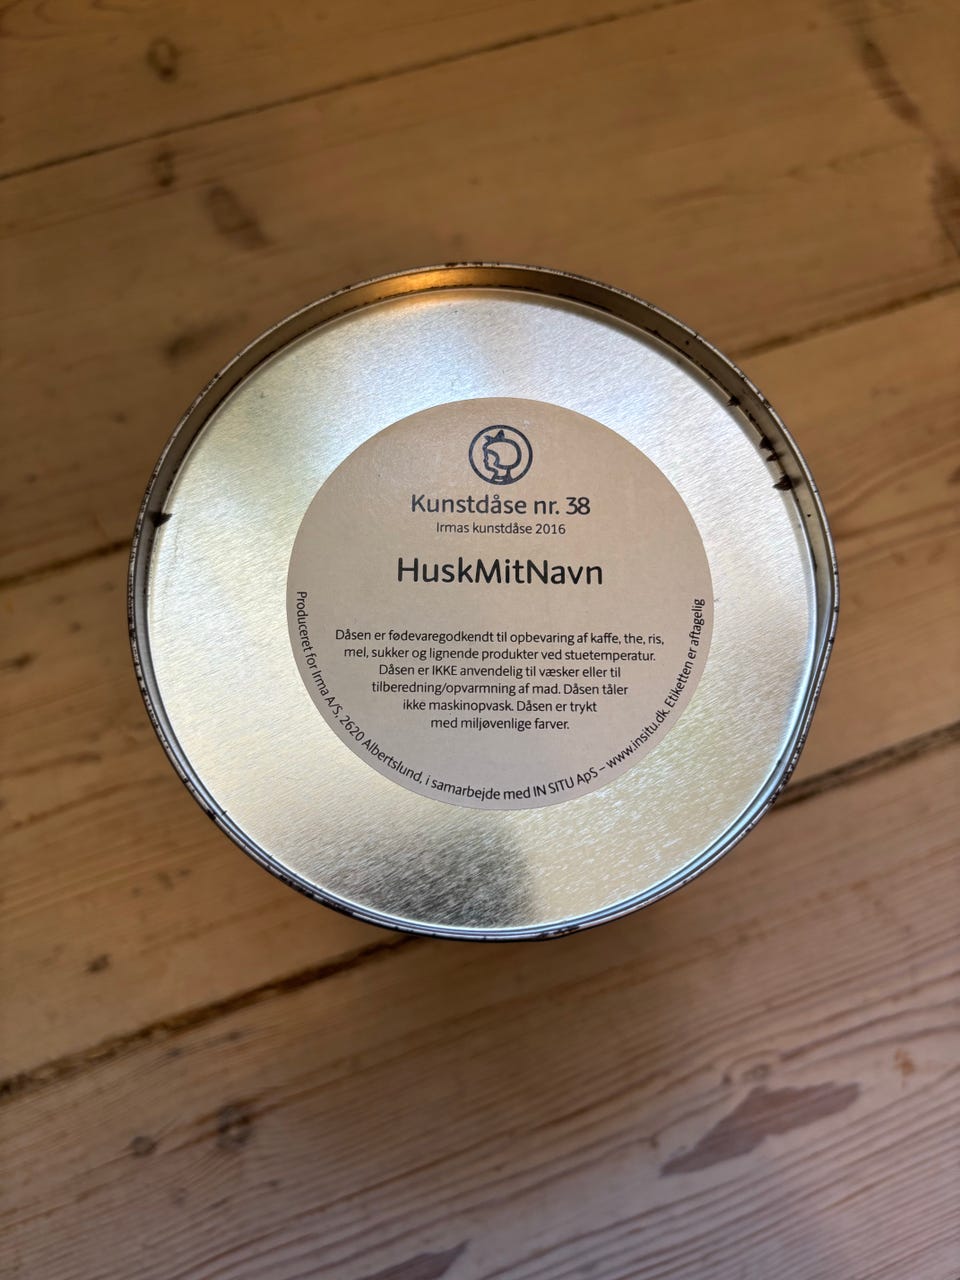 Kunstdåse nr. 38
Irmas kunstdåse 2016
HuskMitNavn
Dåsen er fødevaregodkendt til opbevaring af kaffe, the, ris,
mel, sukker og lignende produkter ved stuetemperatur.
Dåsen er IKKE anvendelig til væsker eller til
tilberedning/opvarmning af mad. Dåsen tåler
ikke maskinopvask. Dåsen er trykt
med miljøvenlige farver.
Produceret for Irma A/S, 2620 Albertslund, i samarbejde med IN SITU ApS – www.insitu.dk. Etiketten er aftagelig